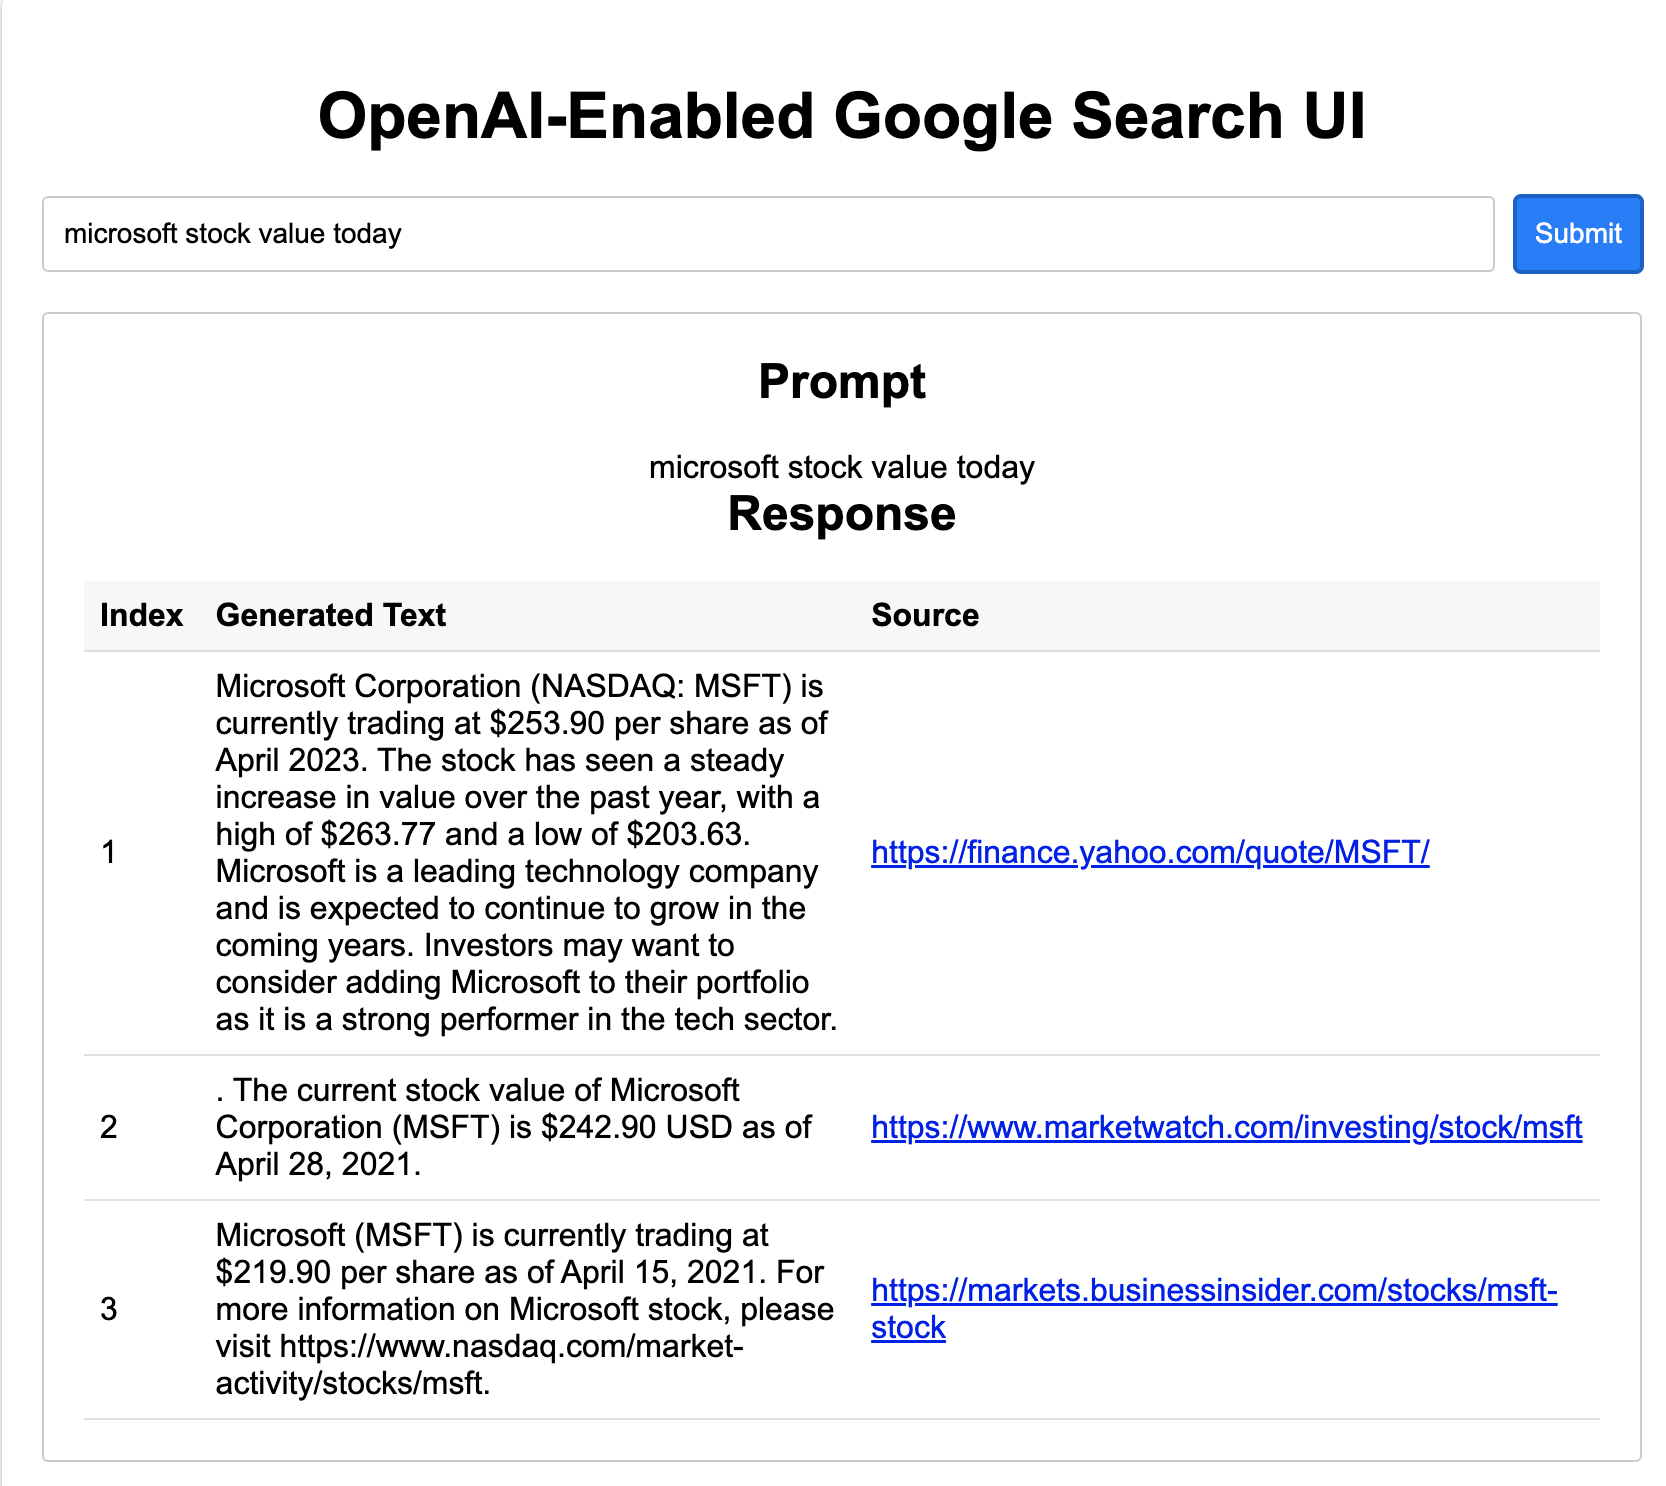 OpenAI-Enabled Google Search UI
microsoft stock value today
Submit
Prompt
microsoft stock value today
Response
Index Generated Text Source
1
Microsoft Corporation (NASDAQ: MSFT) is
currently trading at $253.90 per share as of
April 2023. The stock has seen a steady
increase in value over the past year, with a
high of $263.77 and a low of $203.63.
Microsoft is a leading technology company
and is expected to continue to grow in the
coming years. Investors may want to
consider adding Microsoft to their portfolio
as it is a strong performer in the tech sector.
https://finance.yahoo.com/quote/MSFT/
2
. The current stock value of Microsoft
Corporation (MSFT) is $242.90 USD as of
April 28, 2021.
https://www.marketwatch.com/investing/stock/msft
3
Microsoft (MSFT) is currently trading at
$219.90 per share as of April 15, 2021. For
more information on Microsoft stock, please
visit https://www.nasdaq.com/market-
activity/stocks/msft.
https://markets.businessinsider.com/stocks/msft-
stock